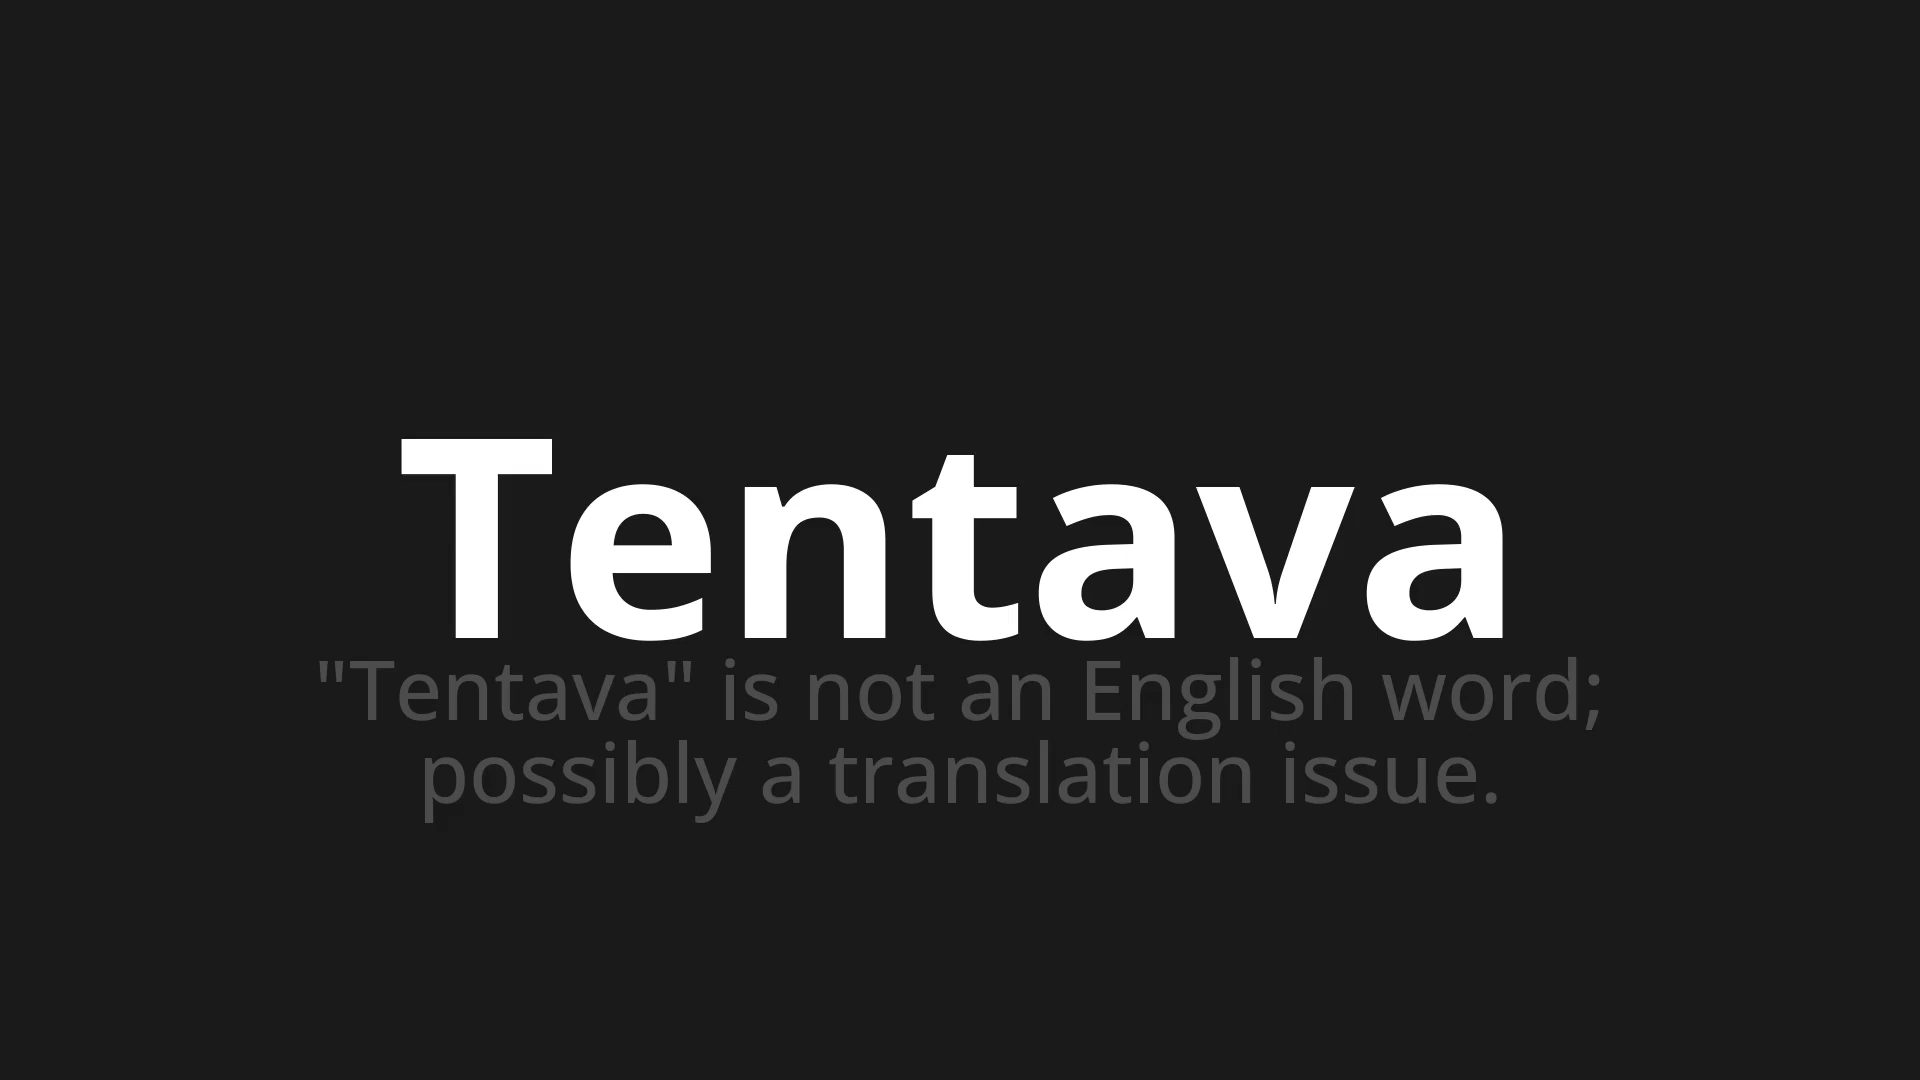 Tentava
"Tentava" is not an English word;
possibly a translation issue.